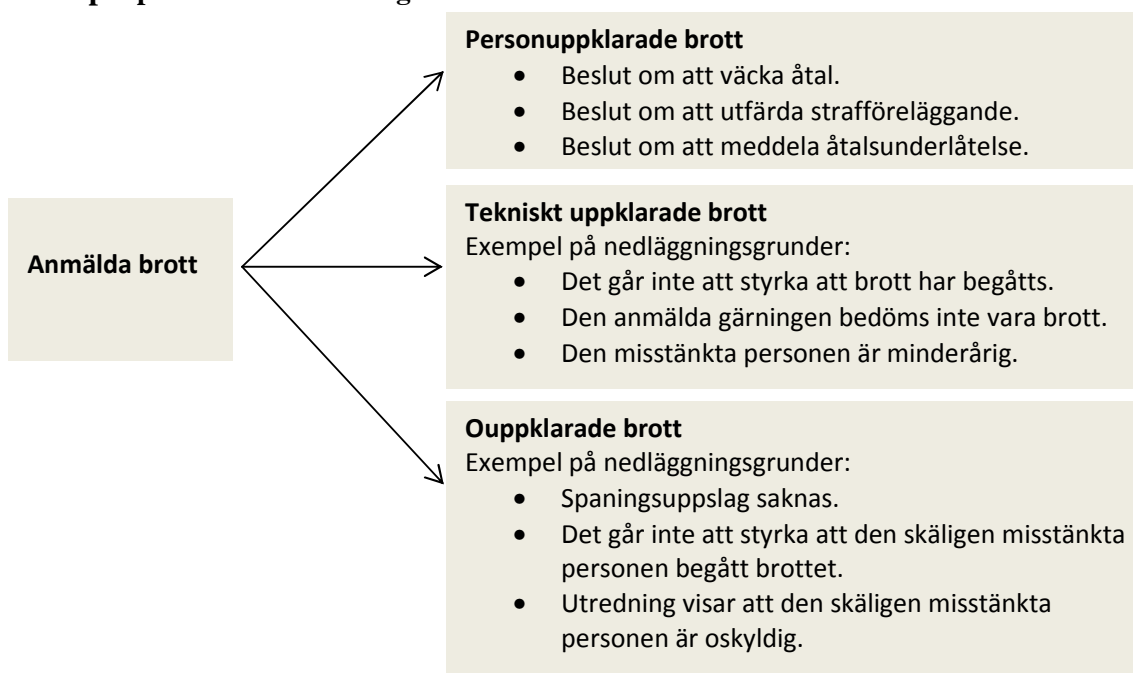 Anmälda brott
Personuppklarade brott
• Beslut om att väcka åtal.
• Beslut om att utfärda strafföreläggande.
• Beslut om att meddela åtalsunderlåtelse.
Tekniskt uppklarade brott
Exempel på nedläggningsgrunder:
• Det går inte att styrka att brott har begåtts.
• Den anmälda gärningen bedöms inte vara brott.
• Den misstänkta personen är minderårig.
Ouppklarade brott
Exempel på nedläggningsgrunder:
• Spaningsuppslag saknas.
• Det går inte att styrka att den skäligen misstänkta
personen begått brottet.
• Utredning visar att den skäligen misstänkta
personen är oskyldig.